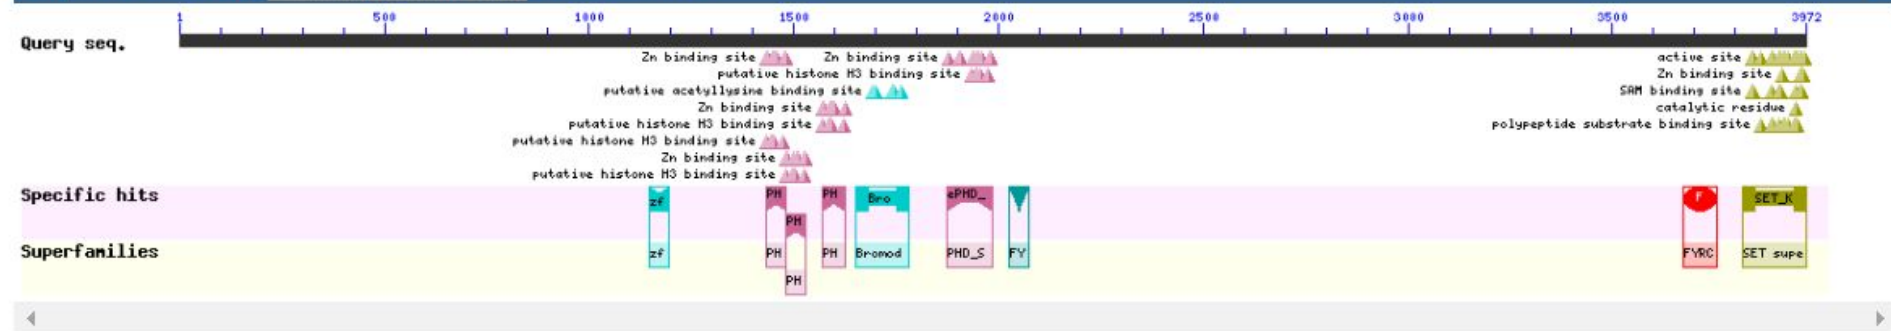 1 500 1000 1500 2000 2500 3000 3500 3972
Query seq.
Zn binding site Zn binding site active site
putative histone H3 binding site Zn binding site
putative acetyllysine binding site SAM binding site
Zn binding site catalytic residue
putative histone H3 binding site polypeptide substrate binding site
putative histone H3 binding site
Zn binding site
putative histone H3 binding site
Specific hits zf PH PH Bro ePHD_ F SET_K
PH
Superfamilies zf PH PH Bromod PHD_S FY FYRC SET supe
PH